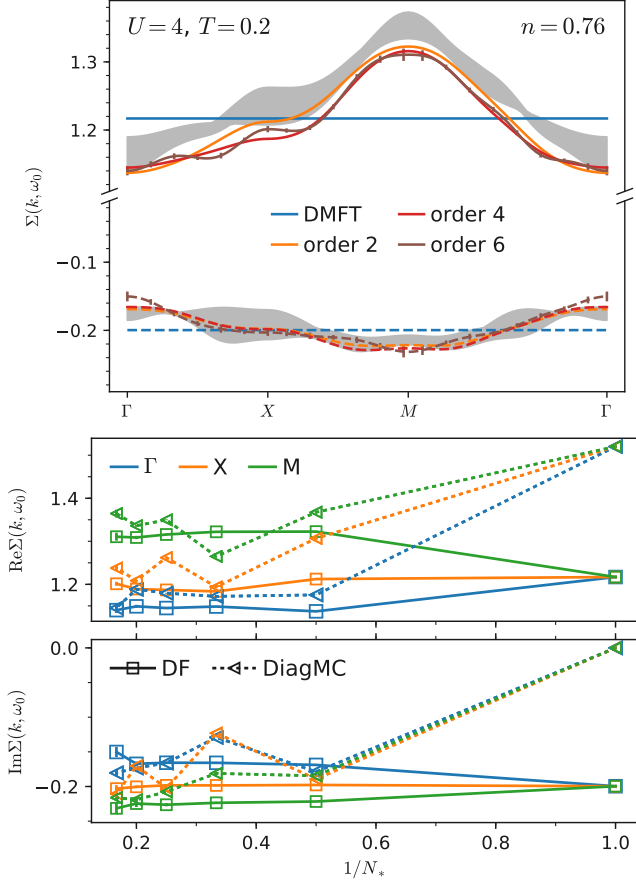 U = 4, T = 0.2
n = 0.76
1.3
1.2
Σ(k, ω₀)
DMFT
order 4
order 2
order 6
−0.1
−0.2
Γ
X
M
Γ
Γ
X
M
1.4
1.2
ReΣ(k, ω₀)
0.0
DF
DiagMC
−0.2
ImΣ(k, ω₀)
0.2
0.4
0.6
0.8
1.0
1/N*